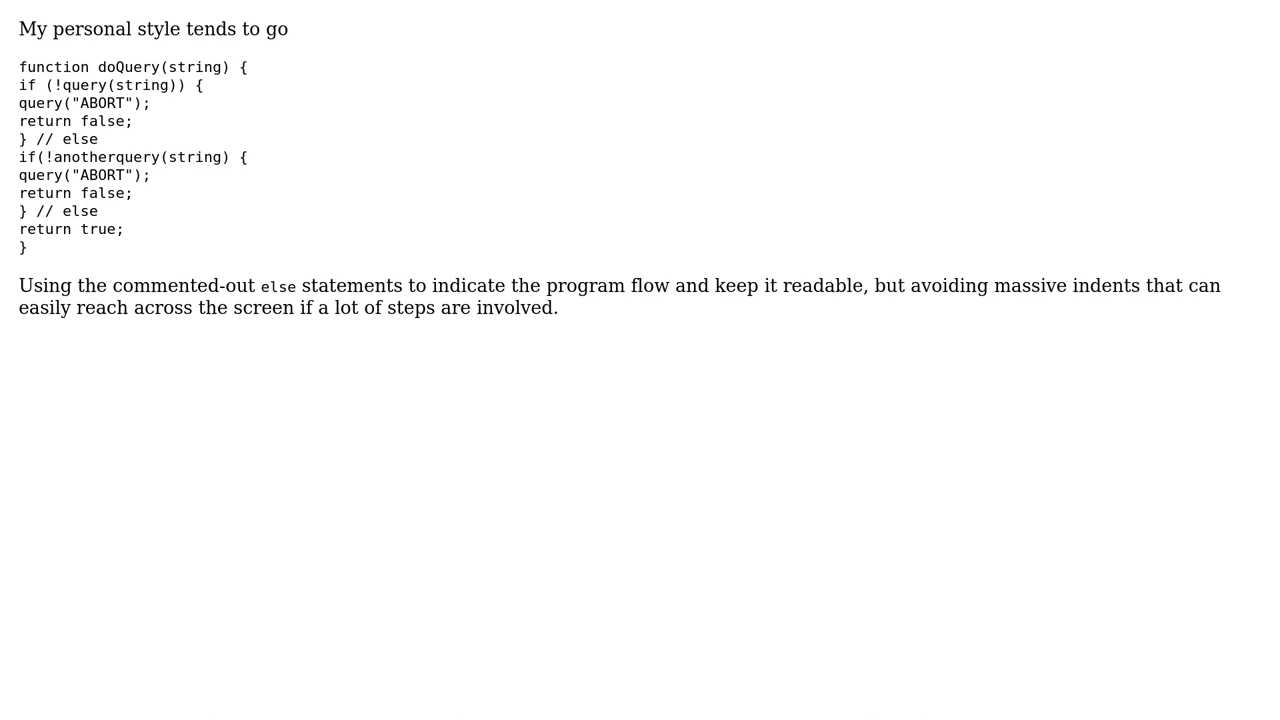 My personal style tends to go
function doQuery(string) {
if (!query(string)) {
query("ABORT");
return false;
} // else
if(!anotherquery(string) {
query("ABORT");
return false;
} // else
return true;
}
Using the commented-out else statements to indicate the program flow and keep it readable, but avoiding massive indents that can
easily reach across the screen if a lot of steps are involved.